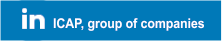 in ICAP, group of companies